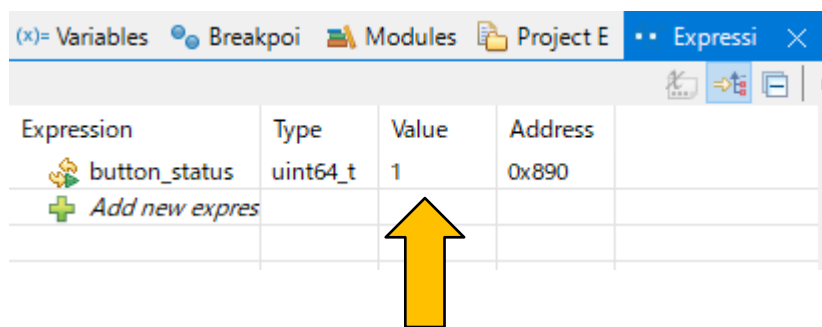 (x)= Variables Breakpoi Modules Project E Expressi
Expression Type Value Address
button_status uint64_t 1 0x890
Add new expres